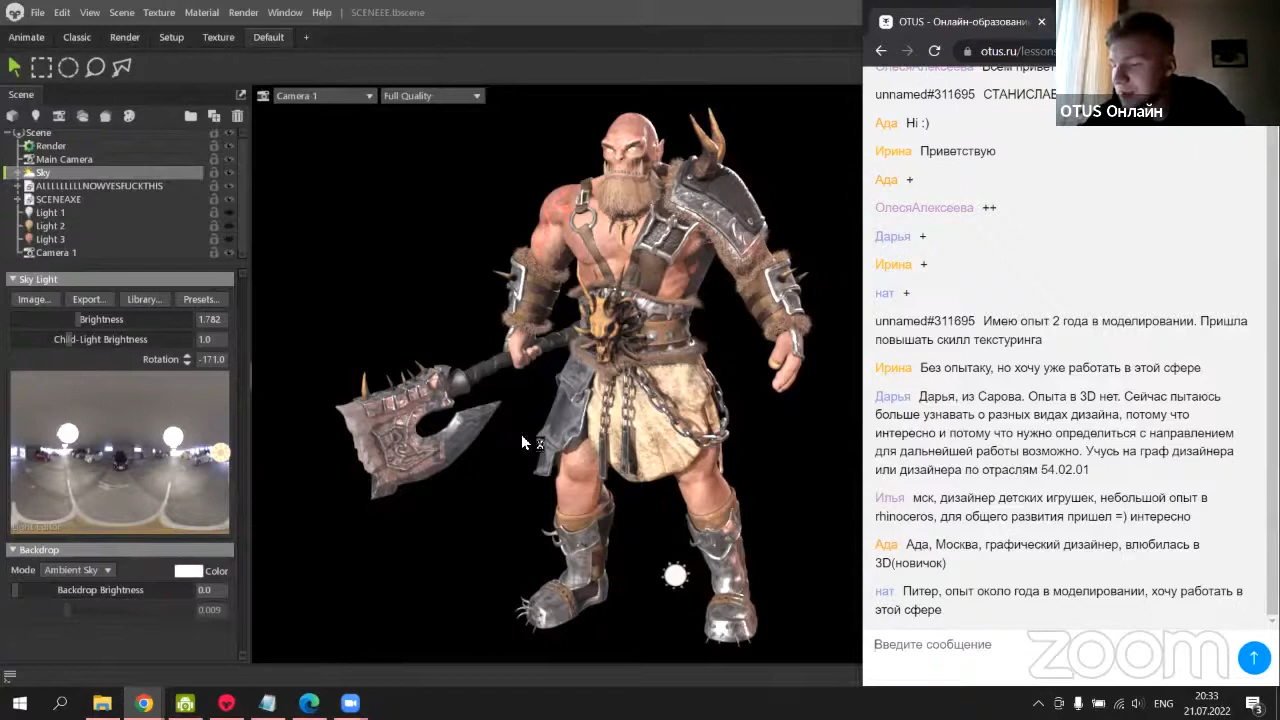 File Edit View Scene Texture Material Render Window Help SCENEEE.tbscene
Animate Classic Render Setup Texture Default +
Scene
Camera 1 Full Quality
Scene
Render
Main Camera
Sky
ALLLLLLLLLNOWYESFUCKTHIS
SCENEAXE
Light 1
Light 2
Light 3
Camera 1
Sky Light
Image... Export... Library... Presets...
Brightness 1.782
Child-Light Brightness 1.0
Rotation -171.0
Backdrop
Mode Ambient Sky Color
Backdrop Brightness 0.0
0.009
OTUS - Онлайн-образовани
otus.ru/lessons
OTUS Онлайн
ОлесяАлексеева Всем привет
unnamed#311695 СТАНИСЛАВ
Ада Hi :)
Ирина Приветствую
Ада +
ОлесяАлексеева ++
Дарья +
Ирина +
нат +
unnamed#311695 Имею опыт 2 года в моделировании. Пришла
повышать скилл текстуринга
Ирина Без опытаку, но хочу уже работать в этой сфере
Дарья Дарья, из Сарова. Опыта в 3D нет. Сейчас пытаюсь
больше узнавать о разных видах дизайна, потому что
интересно и потому что нужно определиться с направлением
для дальнейшей работы возможно. Учусь на граф дизайнера
или дизайнера по отраслям 54.02.01
Илья мск, дизайнер детских игрушек, небольшой опыт в
rhinoceros, для общего развития пришел =) интересно
Ада Ада, Москва, графический дизайнер, влюбилась в
3D(новичок)
нат Питер, опыт около года в моделировании, хочу работать в
этой сфере
Введите сообщение
zoom
ENG
20:33
21.07.2022
3